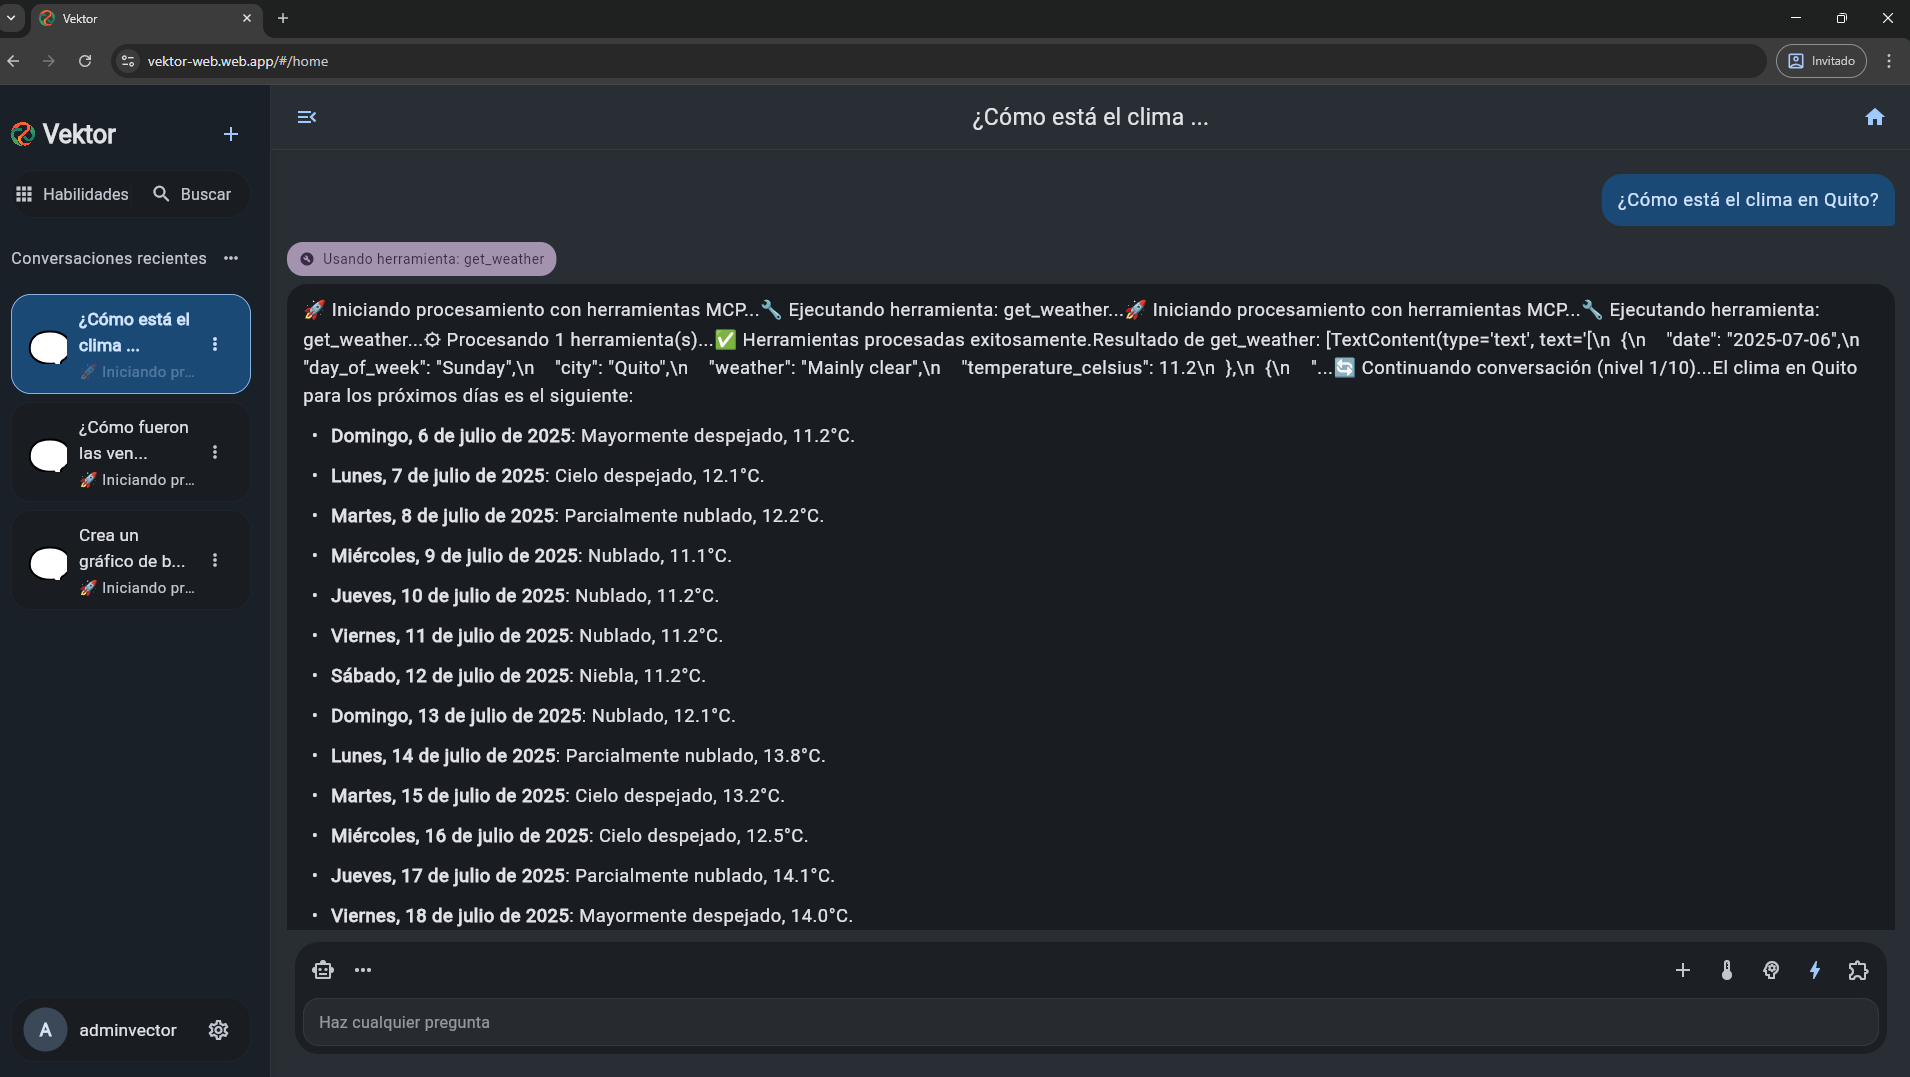 Vektor
vektor-web.web.app/#/home
Invitado
Vektor
Habilidades
Buscar
Conversaciones recientes
¿Cómo está el
clima ...
🚀 Iniciando pr...
¿Cómo fueron
las ven...
🚀 Iniciando pr...
Crea un
gráfico de b...
🚀 Iniciando pr...
A
adminvector
¿Cómo está el clima ...
¿Cómo está el clima en Quito?
Usando herramienta: get_weather
🚀 Iniciando procesamiento con herramientas MCP...🔧 Ejecutando herramienta: get_weather...🚀 Iniciando procesamiento con herramientas MCP...🔧 Ejecutando herramienta:
get_weather...⚙ Procesando 1 herramienta(s)...✅ Herramientas procesadas exitosamente.Resultado de get_weather: [TextContent(type='text', text='[\n {\n "date": "2025-07-06",\n
"day_of_week": "Sunday",\n "city": "Quito",\n "weather": "Mainly clear",\n "temperature_celsius": 11.2\n },\n {\n "...🔄 Continuando conversación (nivel 1/10)...El clima en Quito
para los próximos días es el siguiente:
• Domingo, 6 de julio de 2025: Mayormente despejado, 11.2°C.
• Lunes, 7 de julio de 2025: Cielo despejado, 12.1°C.
• Martes, 8 de julio de 2025: Parcialmente nublado, 12.2°C.
• Miércoles, 9 de julio de 2025: Nublado, 11.1°C.
• Jueves, 10 de julio de 2025: Nublado, 11.2°C.
• Viernes, 11 de julio de 2025: Nublado, 11.2°C.
• Sábado, 12 de julio de 2025: Niebla, 11.2°C.
• Domingo, 13 de julio de 2025: Nublado, 12.1°C.
• Lunes, 14 de julio de 2025: Parcialmente nublado, 13.8°C.
• Martes, 15 de julio de 2025: Cielo despejado, 13.2°C.
• Miércoles, 16 de julio de 2025: Cielo despejado, 12.5°C.
• Jueves, 17 de julio de 2025: Parcialmente nublado, 14.1°C.
• Viernes, 18 de julio de 2025: Mayormente despejado, 14.0°C.
Haz cualquier pregunta